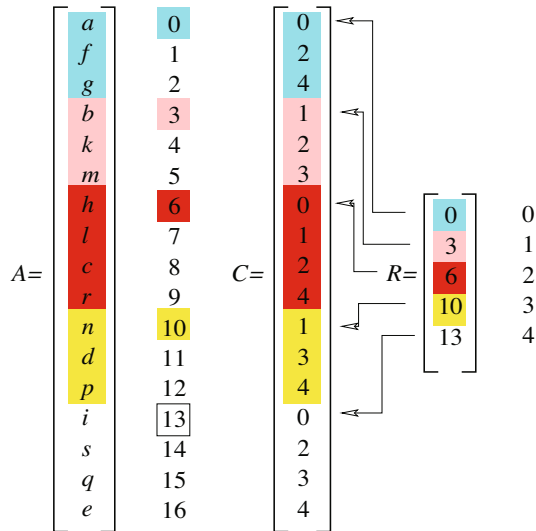 a 0 0
f 1 2
g 2 4
b 3 1
k 4 2
m 5 3
h 6 0 0 0
l 7 1 3 1
A= c 8 C= 2 R= 6 2
r 9 4 10 3
n 10 1 13 4
d 11 3
p 12 4
i 13 0
s 14 2
q 15 3
e 16 4